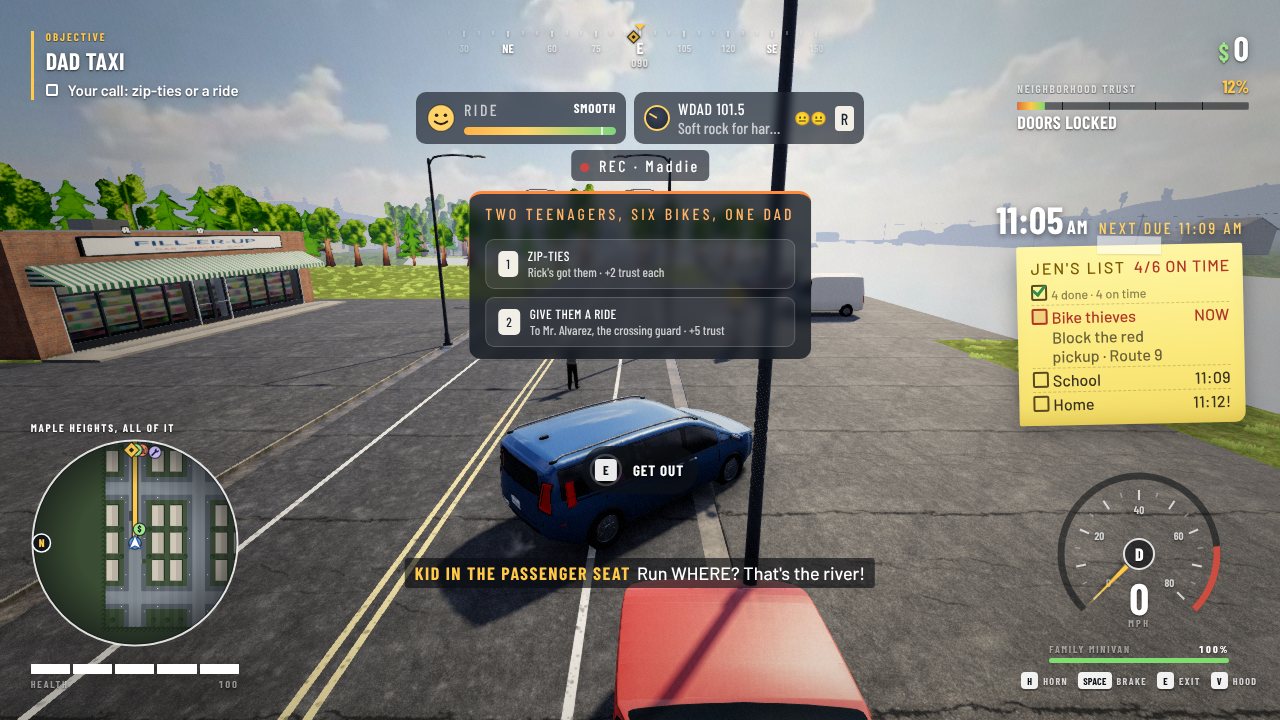 OBJECTIVE
DAD TAXI
Your call: zip-ties or a ride
30 NE 60 75 E 105 120 SE 150
090
RIDE SMOOTH
WDAD 101.5
Soft rock for har...
R
REC · Maddie
$ 0
NEIGHBORHOOD TRUST 12%
DOORS LOCKED
TWO TEENAGERS, SIX BIKES, ONE DAD
1 ZIP-TIES
Rick's got them · +2 trust each
2 GIVE THEM A RIDE
To Mr. Alvarez, the crossing guard · +5 trust
11:05 AM NEXT DUE 11:09 AM
JEN'S LIST 4/6 ON TIME
4 done · 4 on time
Bike thieves NOW
Block the red
pickup · Route 9
School 11:09
Home 11:12!
FILL-ER-UP
E GET OUT
MAPLE HEIGHTS, ALL OF IT
N
$
KID IN THE PASSENGER SEAT Run WHERE? That's the river!
0 20 40 60 80
D
0
MPH
FAMILY MINIVAN 100%
HEALTH 100
H HORN SPACE BRAKE E EXIT V HOOD